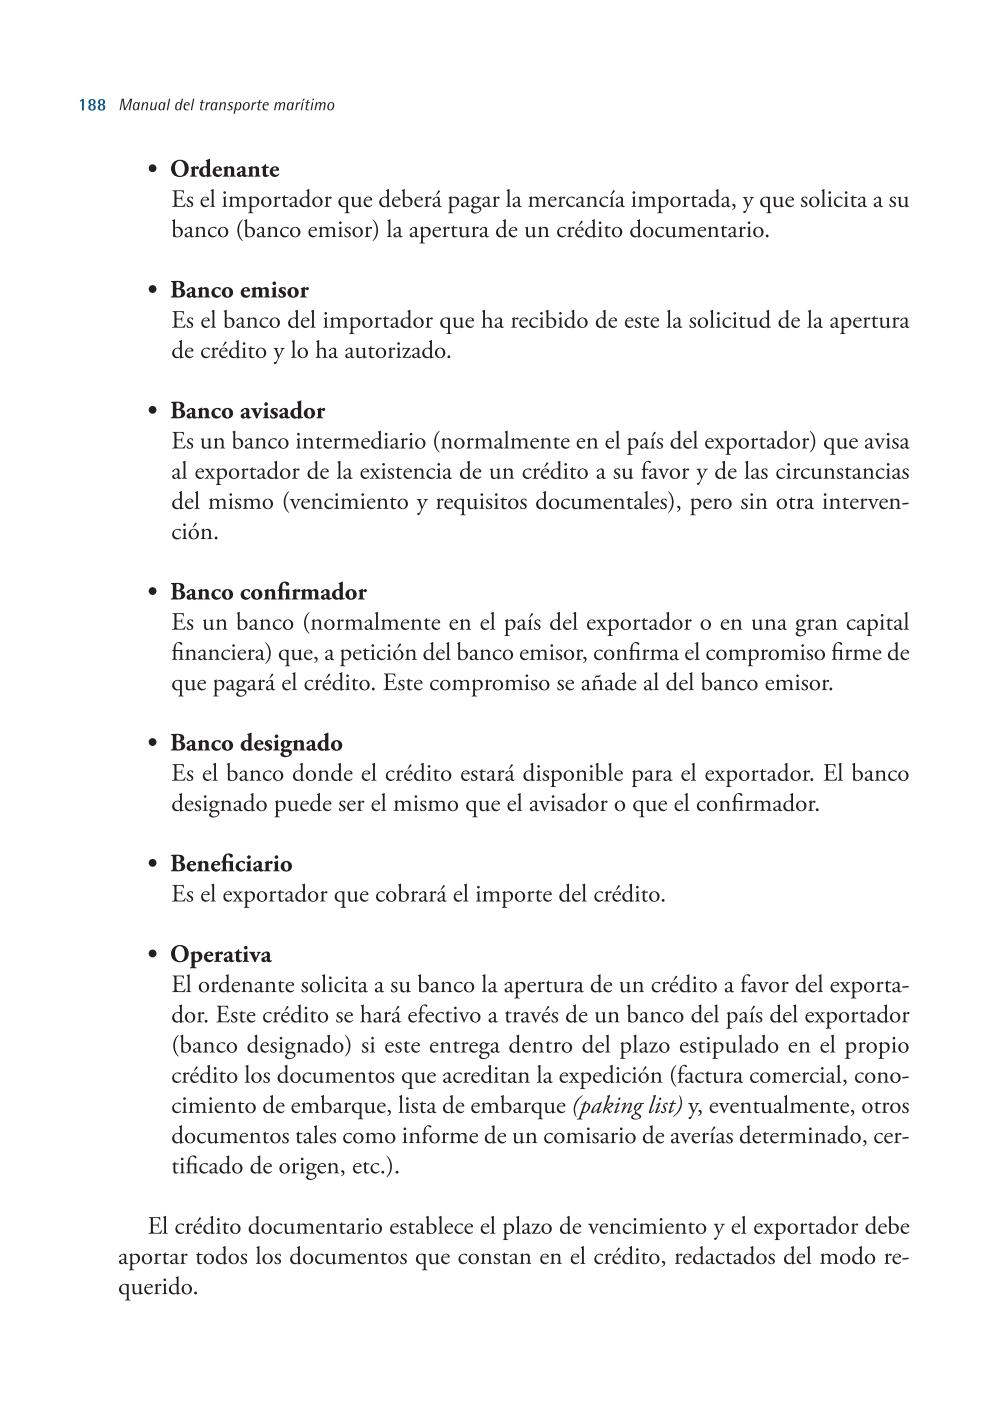 188 Manual del transporte marítimo
• Ordenante
Es el importador que deberá pagar la mercancía importada, y que solicita a su
banco (banco emisor) la apertura de un crédito documentario.
• Banco emisor
Es el banco del importador que ha recibido de este la solicitud de la apertura
de crédito y lo ha autorizado.
• Banco avisador
Es un banco intermediario (normalmente en el país del exportador) que avisa
al exportador de la existencia de un crédito a su favor y de las circunstancias
del mismo (vencimiento y requisitos documentales), pero sin otra interven-
ción.
• Banco confirmador
Es un banco (normalmente en el país del exportador o en una gran capital
financiera) que, a petición del banco emisor, confirma el compromiso firme de
que pagará el crédito. Este compromiso se añade al del banco emisor.
• Banco designado
Es el banco donde el crédito estará disponible para el exportador. El banco
designado puede ser el mismo que el avisador o que el confirmador.
• Beneficiario
Es el exportador que cobrará el importe del crédito.
• Operativa
El ordenante solicita a su banco la apertura de un crédito a favor del exporta-
dor. Este crédito se hará efectivo a través de un banco del país del exportador
(banco designado) si este entrega dentro del plazo estipulado en el propio
crédito los documentos que acreditan la expedición (factura comercial, cono-
cimiento de embarque, lista de embarque (paking list) y, eventualmente, otros
documentos tales como informe de un comisario de averías determinado, cer-
tificado de origen, etc.).
El crédito documentario establece el plazo de vencimiento y el exportador debe
aportar todos los documentos que constan en el crédito, redactados del modo re-
querido.